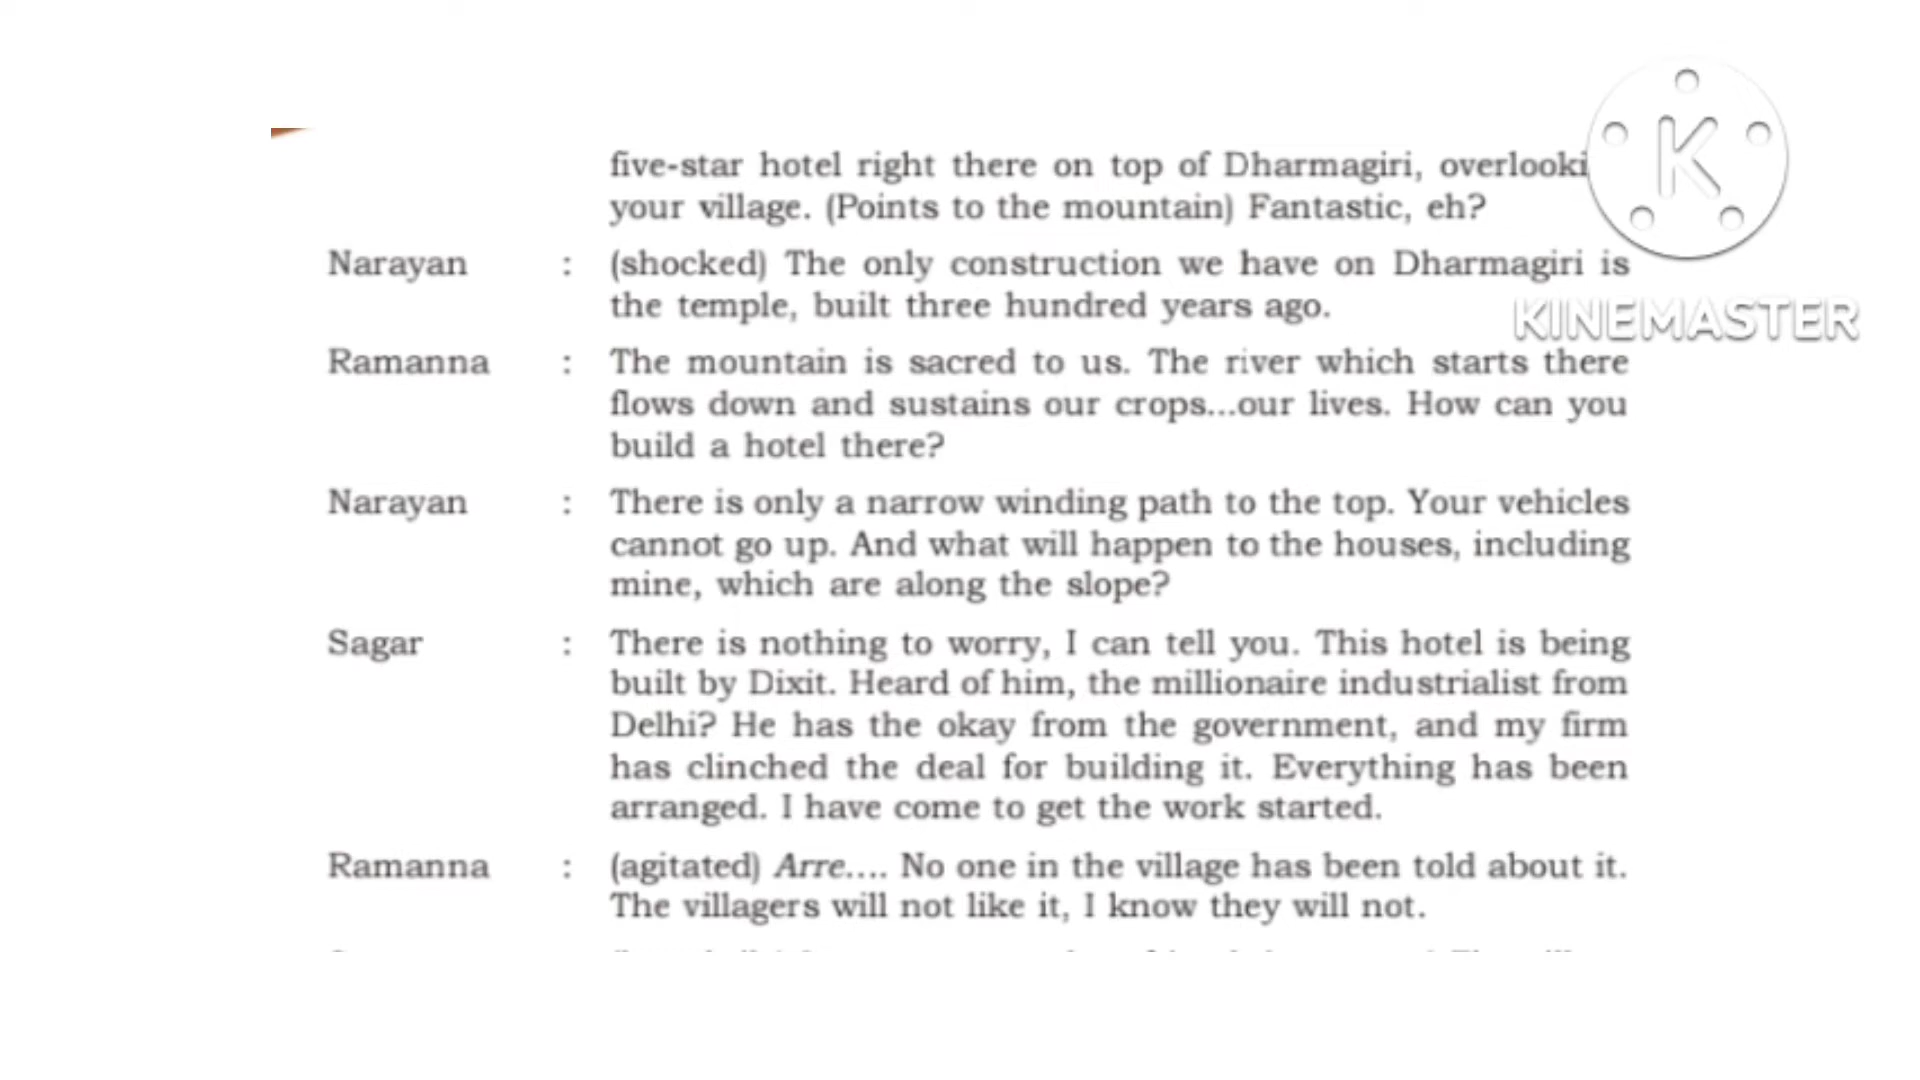 five-star hotel right there on top of Dharmagiri, overlooki
your village. (Points to the mountain) Fantastic, eh?
Narayan : (shocked) The only construction we have on Dharmagiri is
the temple, built three hundred years ago.
Ramanna : The mountain is sacred to us. The river which starts there
flows down and sustains our crops...our lives. How can you
build a hotel there?
Narayan : There is only a narrow winding path to the top. Your vehicles
cannot go up. And what will happen to the houses, including
mine, which are along the slope?
Sagar : There is nothing to worry, I can tell you. This hotel is being
built by Dixit. Heard of him, the millionaire industrialist from
Delhi? He has the okay from the government, and my firm
has clinched the deal for building it. Everything has been
arranged. I have come to get the work started.
Ramanna : (agitated) Arre.... No one in the village has been told about it.
The villagers will not like it, I know they will not.
K
KINEMASTER